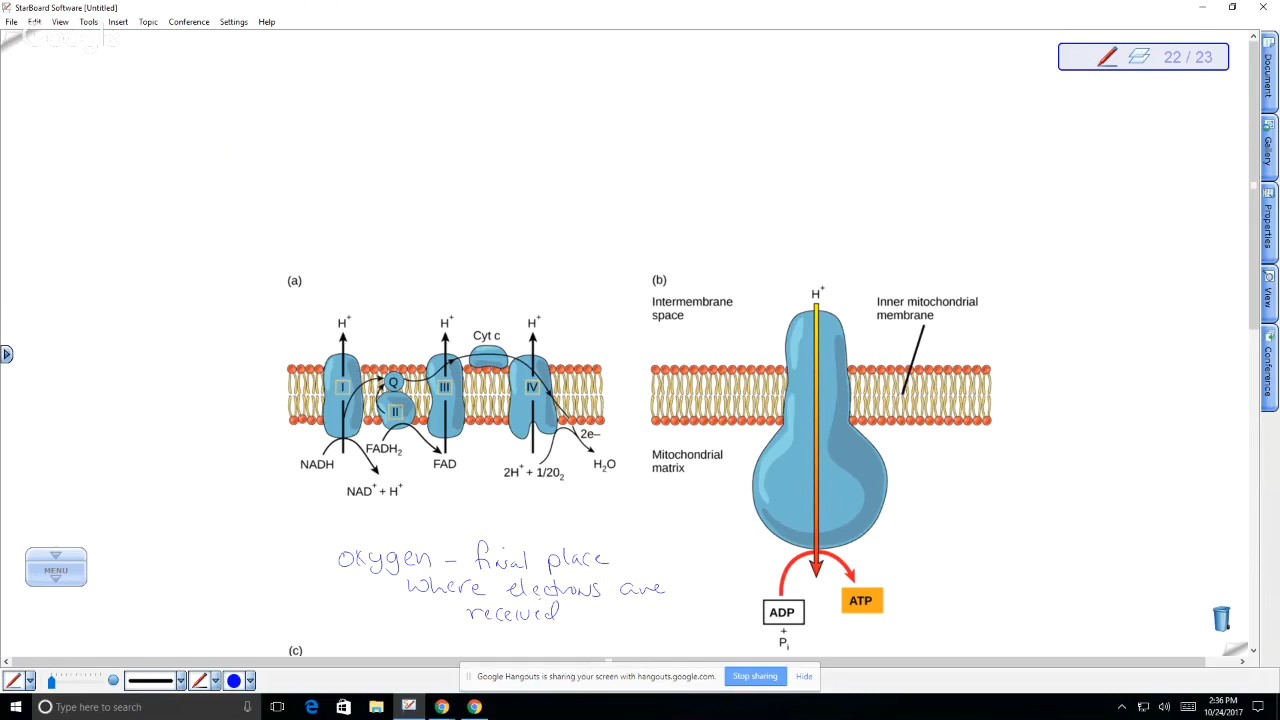 StarBoard Software [Untitled]
File Edit View Tools Insert Topic Conference Settings Help
Google
22 / 23
Document
Gallery
Properties
View
Conference
(a)
(b)
H+
Intermembrane
space
Inner mitochondrial
membrane
H+
H+
H+
Cyt c
I
Q
III
IV
II
2e–
FADH2
NADH
FAD
H2O
2H+ + 1/2O2
NAD+ + H+
Mitochondrial
matrix
oxygen – final place
where electrons are
received
MENU
ADP
+
Pi
ATP
(c)
Google Hangouts is sharing your screen with hangouts.google.com.
Stop sharing
Hide
Type here to search
2:36 PM
10/24/2017